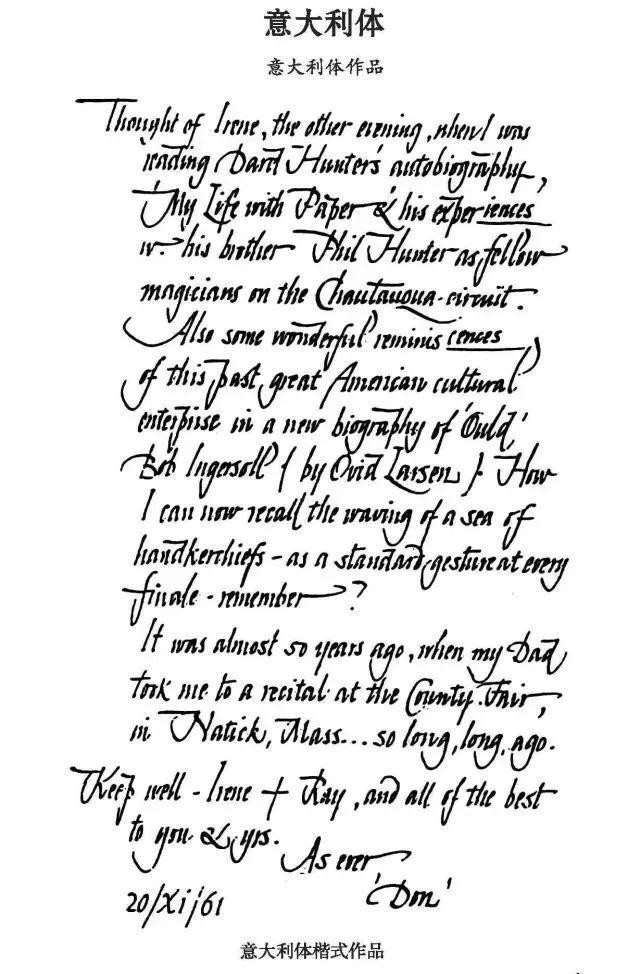 意大利体
意大利体作品
Thought of Irene, the other evening, when I was
reading Dard Hunter's autobiography,
'My Life with Paper & his experiences
w. his brother Phil Hunter as fellow
magicians on the Chautauqua-circuit.
Also some wonderful reminiscences
of this past, great American cultural
enterprise in a new biography of 'Ould'
Bob Ingersoll { by Ovid Larsen }. How
I can now recall the waving of a sea of
handkerchiefs - as a standard, gesture at every
finale - remember ?
It was almost 50 years ago, when my Dad
took me to a recital at the County Fair,
in Natick, Mass... so long, long, ago.
Keep well - Irene + Ray, and all of the best
to you & yrs.
As ever
20/Xi/61 'Don'
意大利体楷式作品